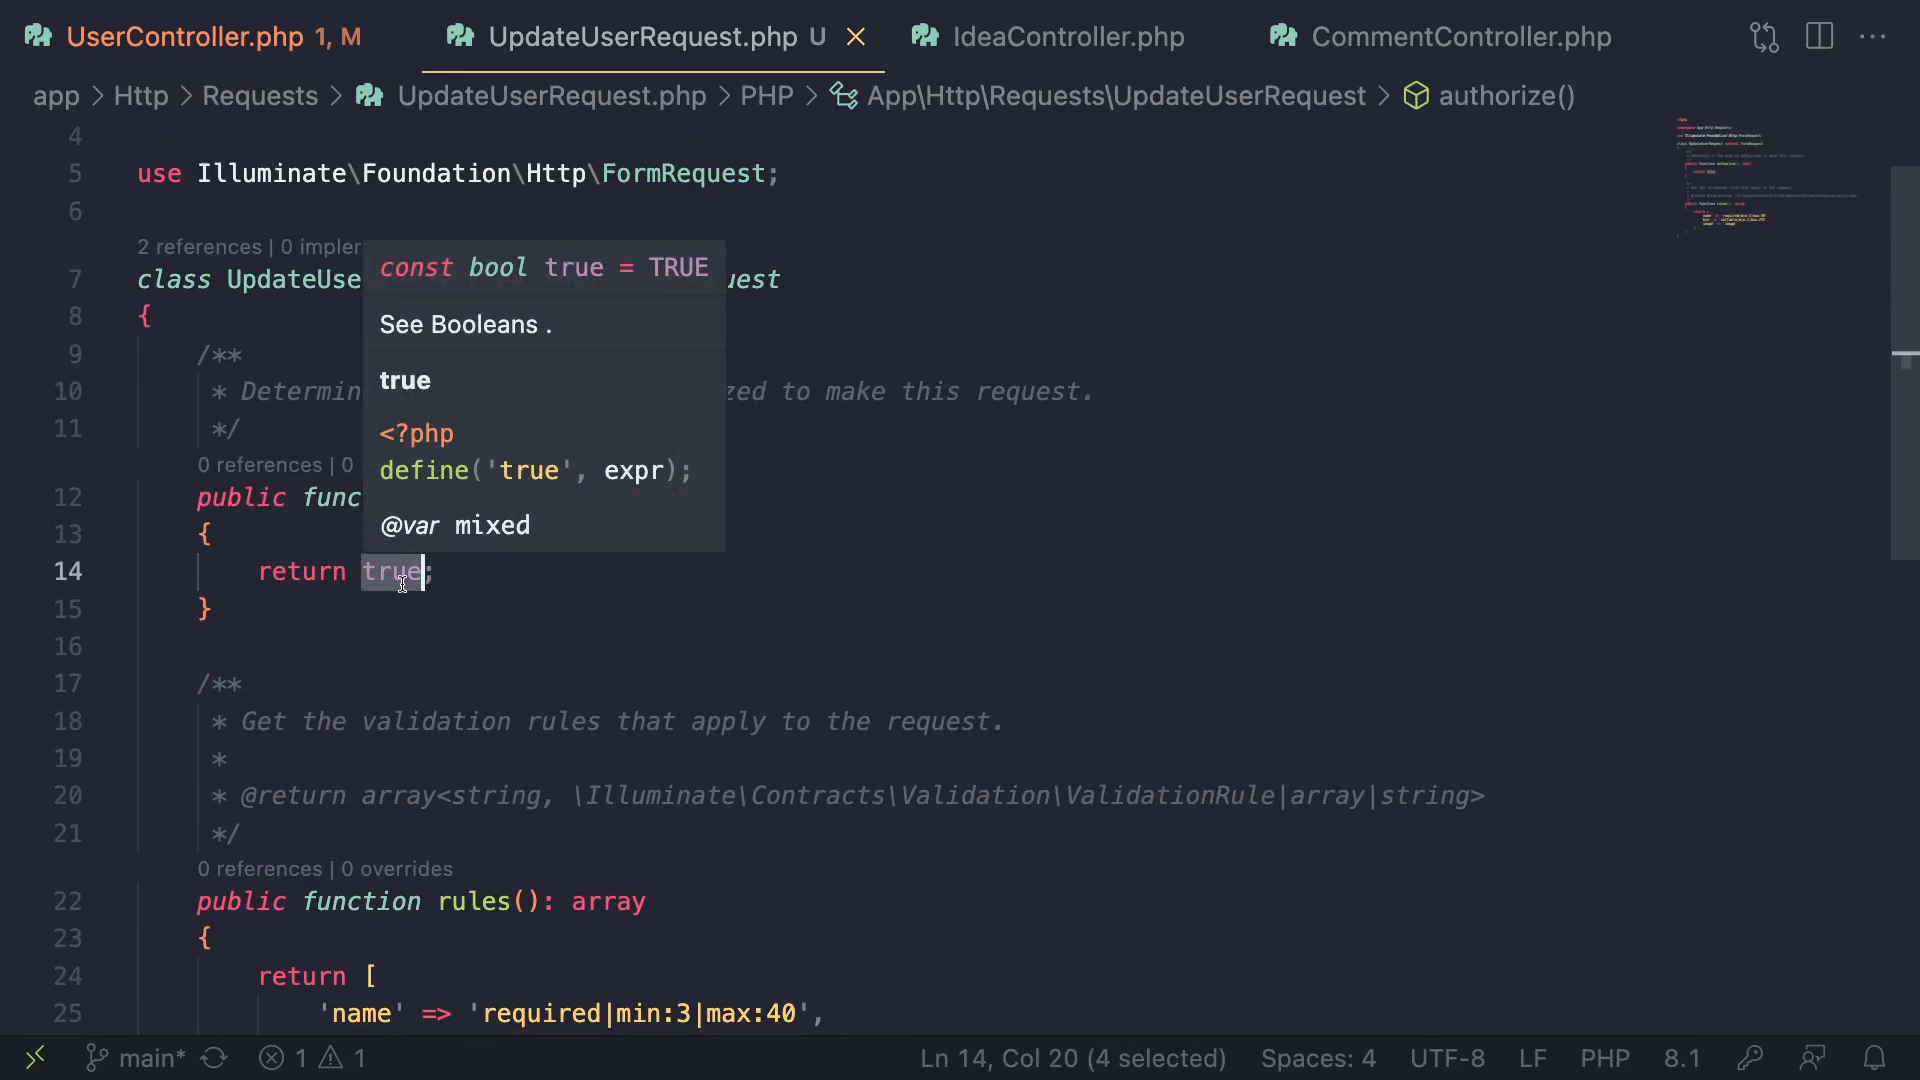 UserController.php 1, M
UpdateUserRequest.php U
IdeaController.php
CommentController.php
app > Http > Requests > UpdateUserRequest.php > PHP > App\Http\Requests\UpdateUserRequest > authorize()
4
5 use Illuminate\Foundation\Http\FormRequest;
6
2 references | 0 impler
7 class UpdateUse uest
8 {
9 /**
10 * Determin zed to make this request.
11 */
0 references | 0
12 public func
13 {
14 return true;
15 }
16
17 /**
18 * Get the validation rules that apply to the request.
19 *
20 * @return array<string, \Illuminate\Contracts\Validation\ValidationRule|array|string>
21 */
0 references | 0 overrides
22 public function rules(): array
23 {
24 return [
25 'name' => 'required|min:3|max:40',
const bool true = TRUE
See Booleans .
true
<?php
define('true', expr);
@var mixed
main* 1 1
Ln 14, Col 20 (4 selected) Spaces: 4 UTF-8 LF PHP 8.1